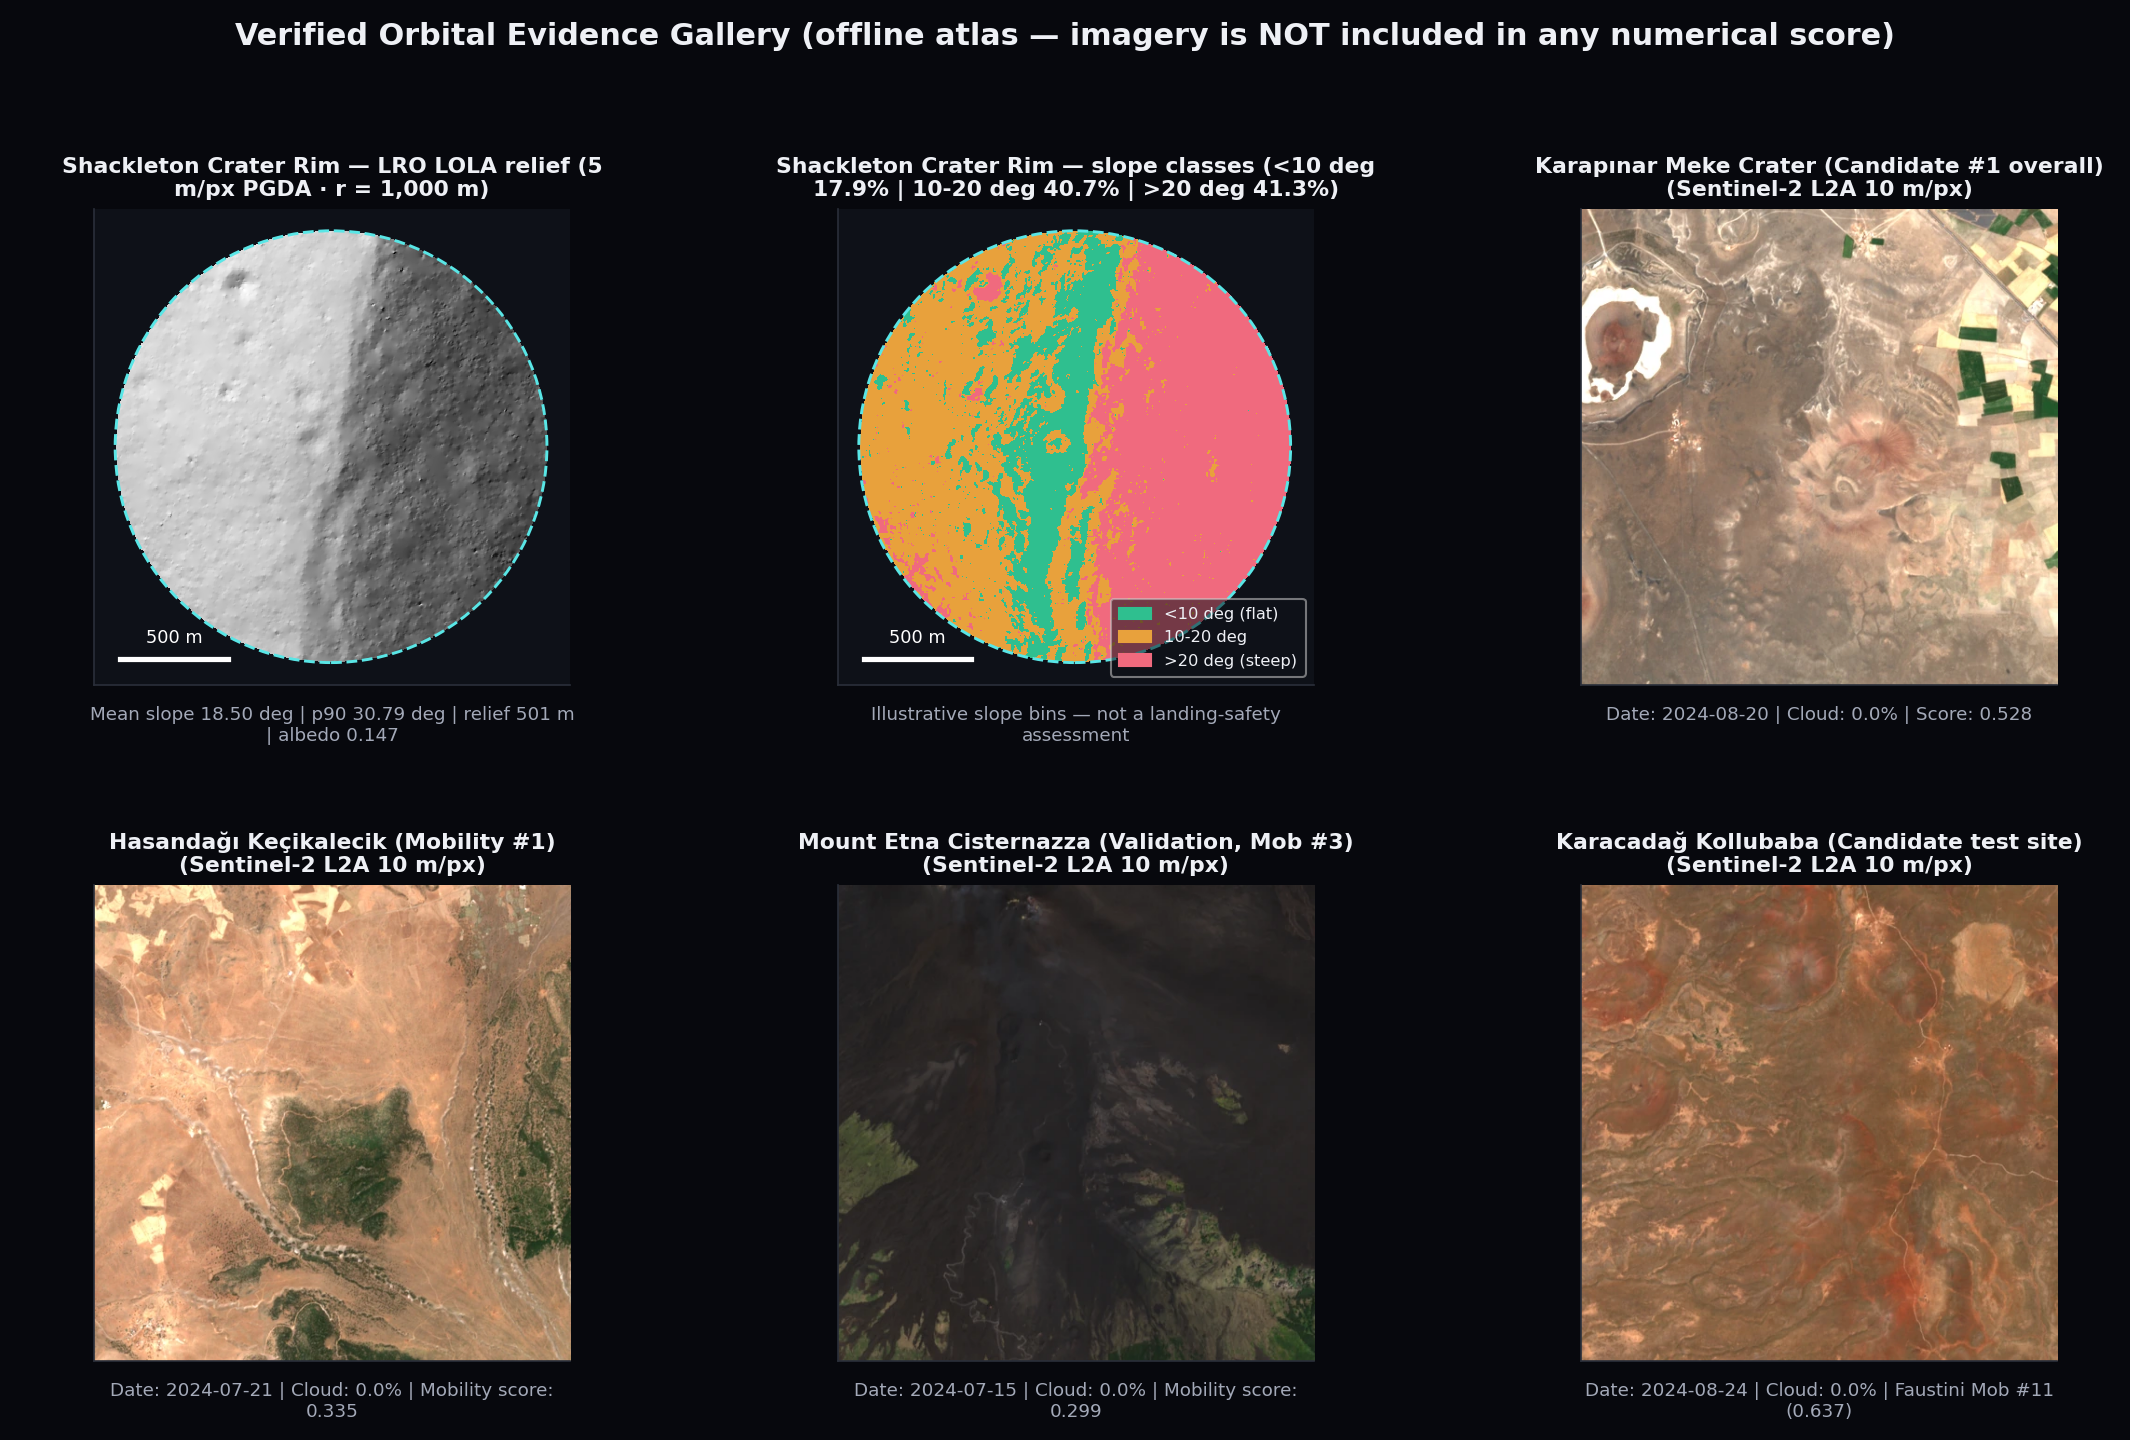 Verified Orbital Evidence Gallery (offline atlas — imagery is NOT included in any numerical score)
Shackleton Crater Rim — LRO LOLA relief (5
m/px PGDA · r = 1,000 m)
500 m
Mean slope 18.50 deg | p90 30.79 deg | relief 501 m
| albedo 0.147
Shackleton Crater Rim — slope classes (<10 deg
17.9% | 10-20 deg 40.7% | >20 deg 41.3%)
500 m
<10 deg (flat)
10-20 deg
>20 deg (steep)
Illustrative slope bins — not a landing-safety
assessment
Karapınar Meke Crater (Candidate #1 overall)
(Sentinel-2 L2A 10 m/px)
Date: 2024-08-20 | Cloud: 0.0% | Score: 0.528
Hasandağı Keçikalecik (Mobility #1)
(Sentinel-2 L2A 10 m/px)
Date: 2024-07-21 | Cloud: 0.0% | Mobility score:
0.335
Mount Etna Cisternazza (Validation, Mob #3)
(Sentinel-2 L2A 10 m/px)
Date: 2024-07-15 | Cloud: 0.0% | Mobility score:
0.299
Karacadağ Kollubaba (Candidate test site)
(Sentinel-2 L2A 10 m/px)
Date: 2024-08-24 | Cloud: 0.0% | Faustini Mob #11
(0.637)